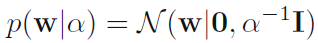 p(w|α) = 𝒩(w|0, α⁻¹I)